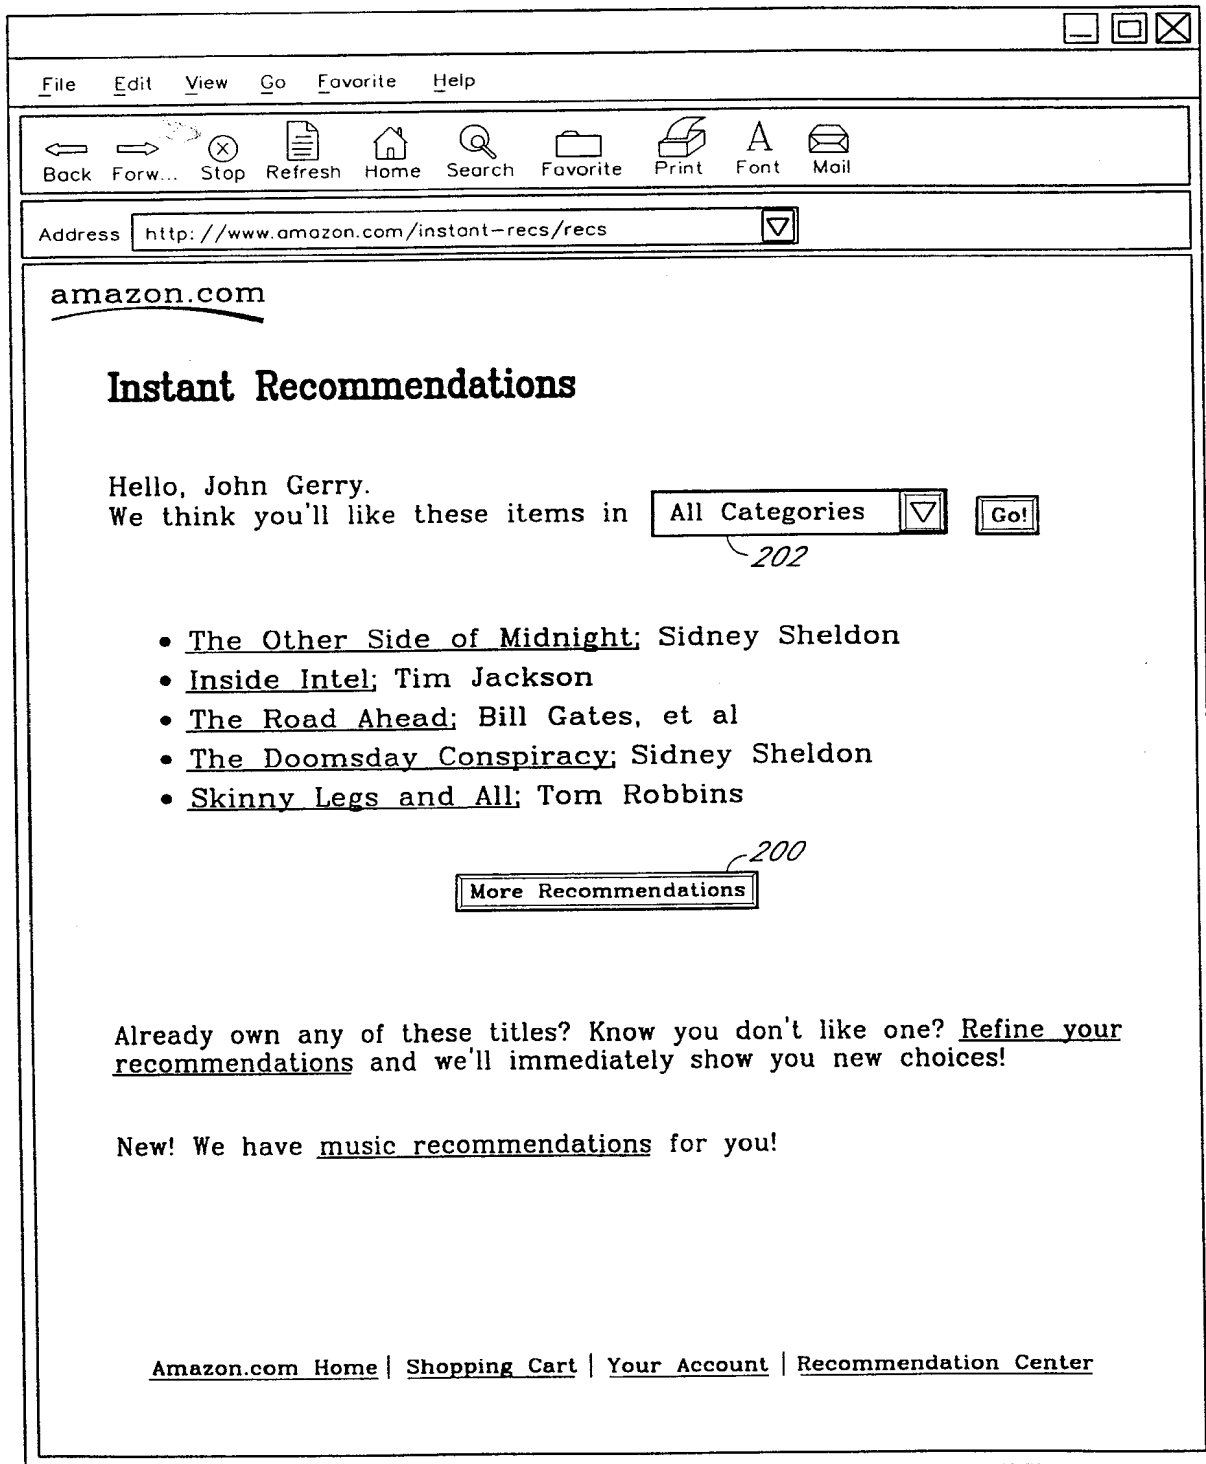 File Edit View Go Favorite Help
Back Forw... Stop Refresh Home Search Favorite Print A Font Mail
Address http://www.amazon.com/instant-recs/recs
amazon.com
Instant Recommendations
Hello, John Gerry.
We think you'll like these items in All Categories Go!
202
• The Other Side of Midnight; Sidney Sheldon
• Inside Intel; Tim Jackson
• The Road Ahead; Bill Gates, et al
• The Doomsday Conspiracy; Sidney Sheldon
• Skinny Legs and All; Tom Robbins
200
More Recommendations
Already own any of these titles? Know you don't like one? Refine your
recommendations and we'll immediately show you new choices!
New! We have music recommendations for you!
Amazon.com Home | Shopping Cart | Your Account | Recommendation Center